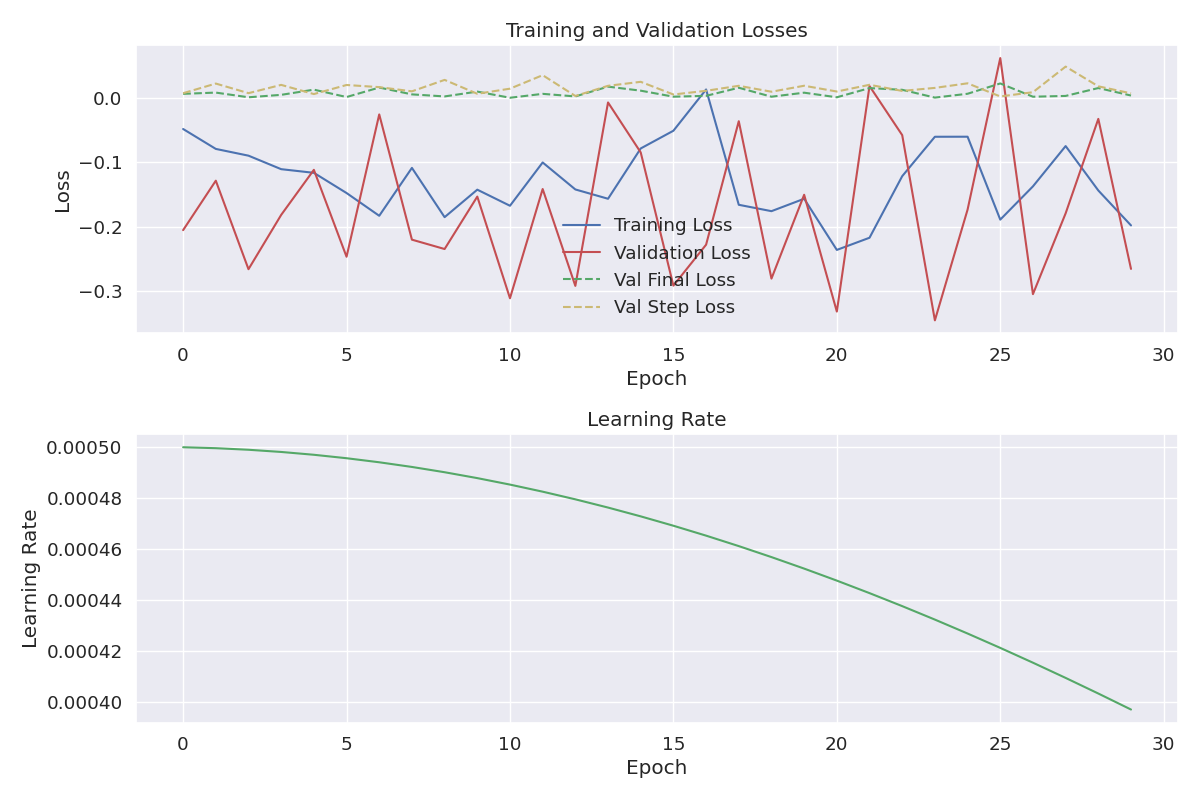 Training and Validation Losses
Loss
0.0
−0.1
−0.2
−0.3
Training Loss
Validation Loss
Val Final Loss
Val Step Loss
0 5 10 15 20 25 30
Epoch
Learning Rate
Learning Rate
0.00050
0.00048
0.00046
0.00044
0.00042
0.00040
0 5 10 15 20 25 30
Epoch